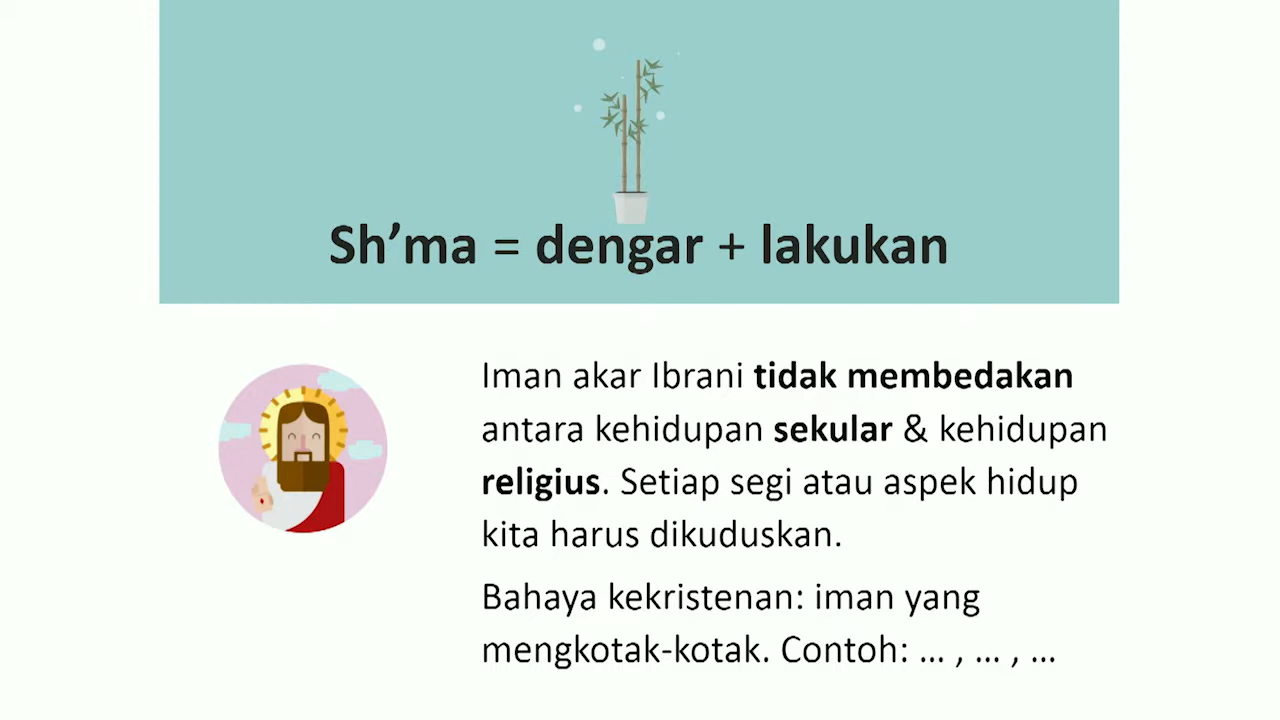 Sh’ma = dengar + lakukan
Iman akar Ibrani tidak membedakan
antara kehidupan sekular & kehidupan
religius. Setiap segi atau aspek hidup
kita harus dikuduskan.
Bahaya kekristenan: iman yang
mengkotak-kotak. Contoh: ... , ... , ...